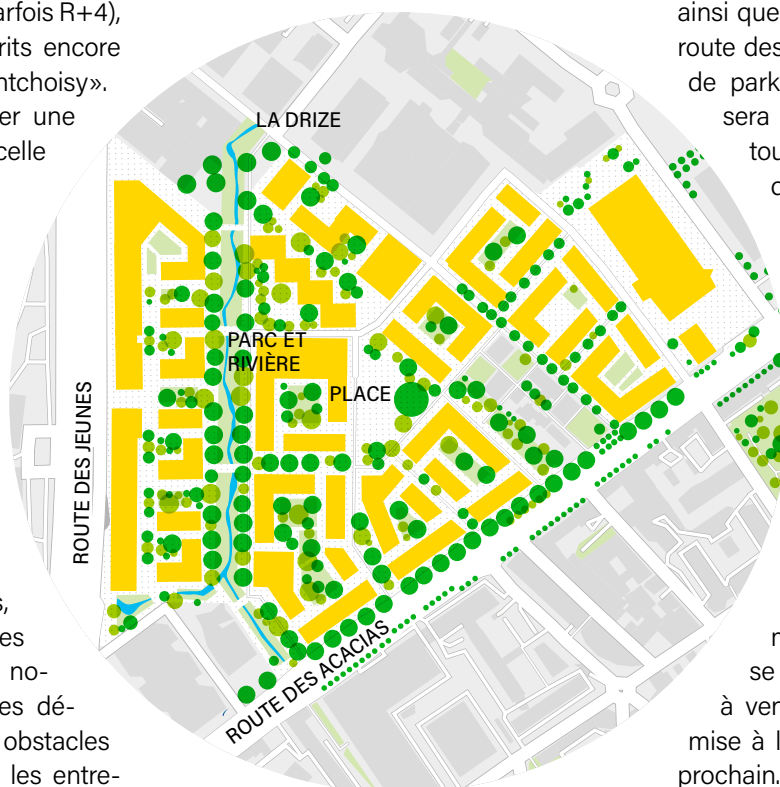 arfois R+4),
rits encore
ntchoisy».
er une
celle
s,
es
no-
es dé-
obstacles
les entre-
LA DRIZE
PARC ET
RIVIÈRE
PLACE
ROUTE DES JEUNES
ROUTE DES ACACIAS
ainsi que
route des
de park
sera
tou
se
à ver
mise à l
prochain.